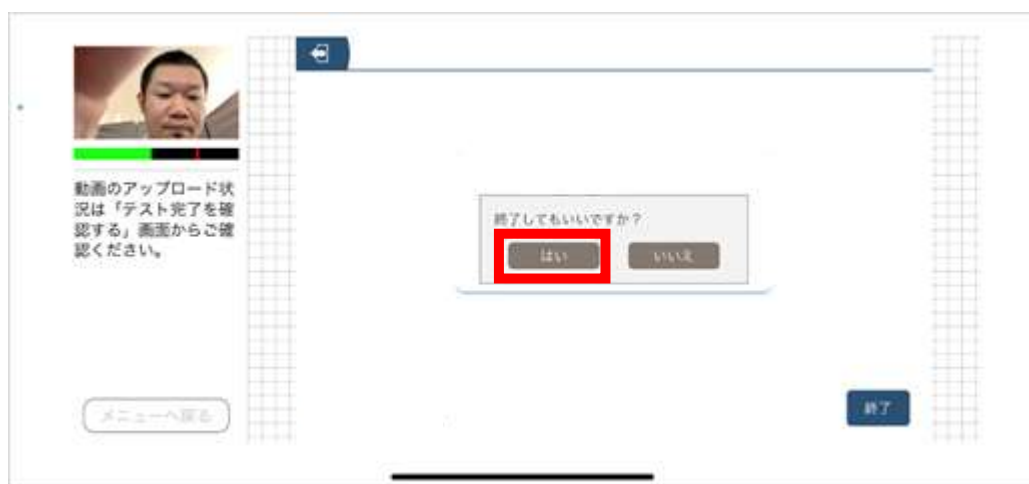 動画のアップロード状
況は「テスト完了を確
認する」画面からご確
認ください。
メニューへ戻る
終了してもいいですか？
はい
いいえ
終了